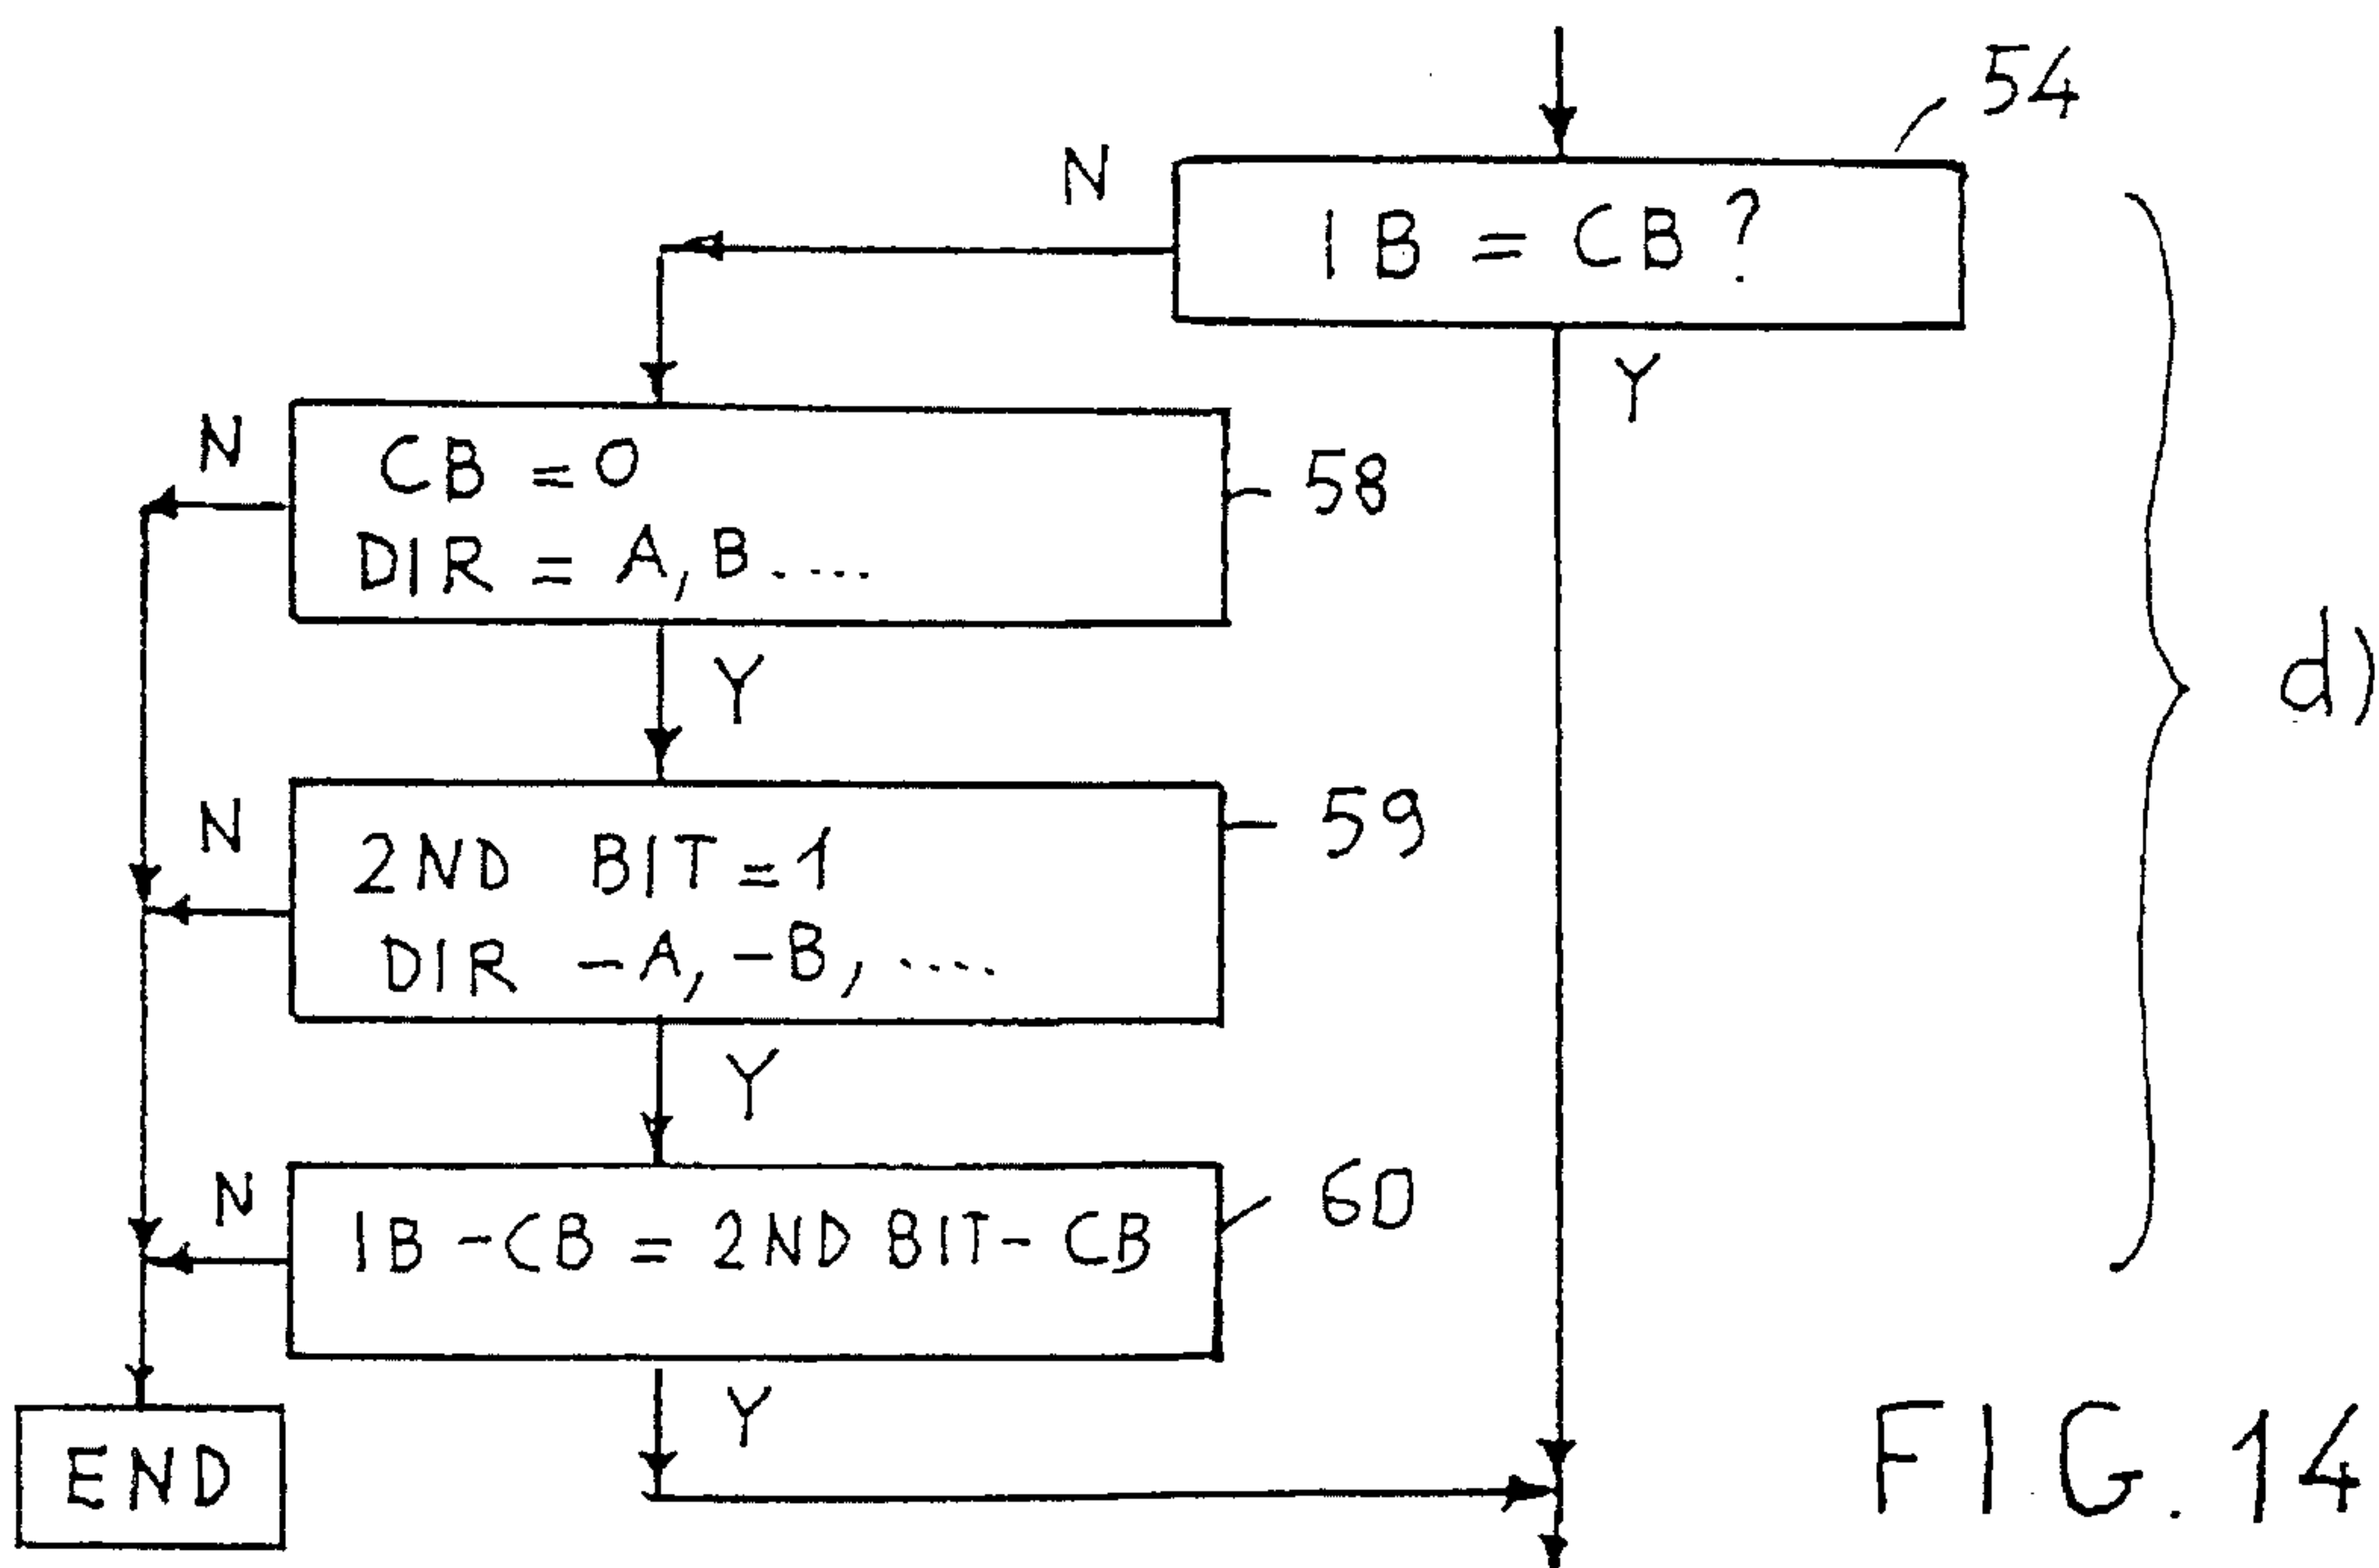 54
N
IB = CB ?
Y
N
CB = 0
DIR = A, B ....
58
Y
d)
N
2ND BIT = 1
DIR -A, -B, ....
59
Y
N
IB - CB = 2ND BIT - CB
60
Y
END
FIG. 14